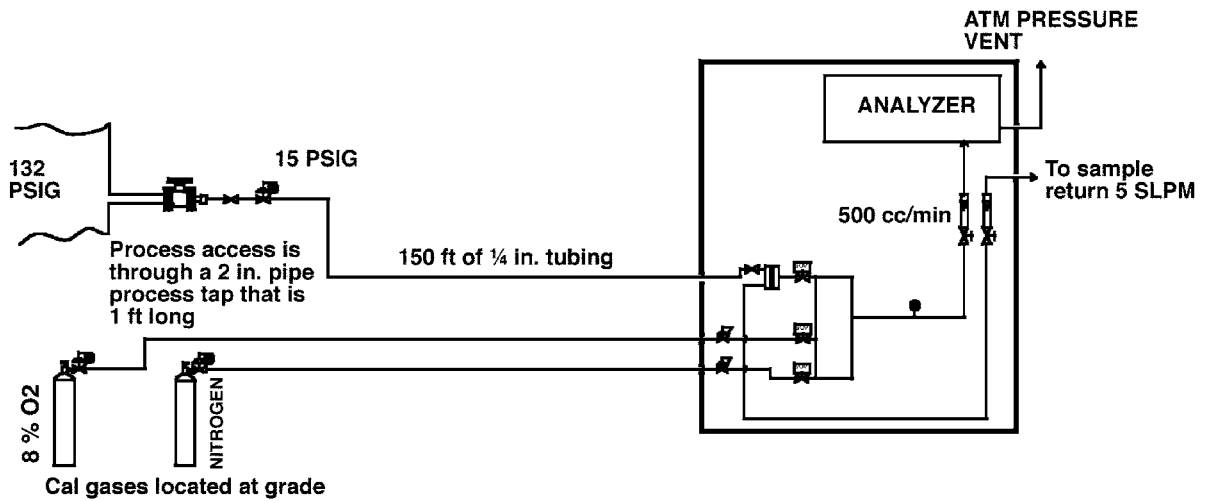 ATM PRESSURE
VENT
ANALYZER
132
PSIG
15 PSIG
To sample
return 5 SLPM
500 cc/min
Process access is
through a 2 in. pipe
process tap that is
1 ft long
150 ft of ¼ in. tubing
8 % O2
NITROGEN
Cal gases located at grade